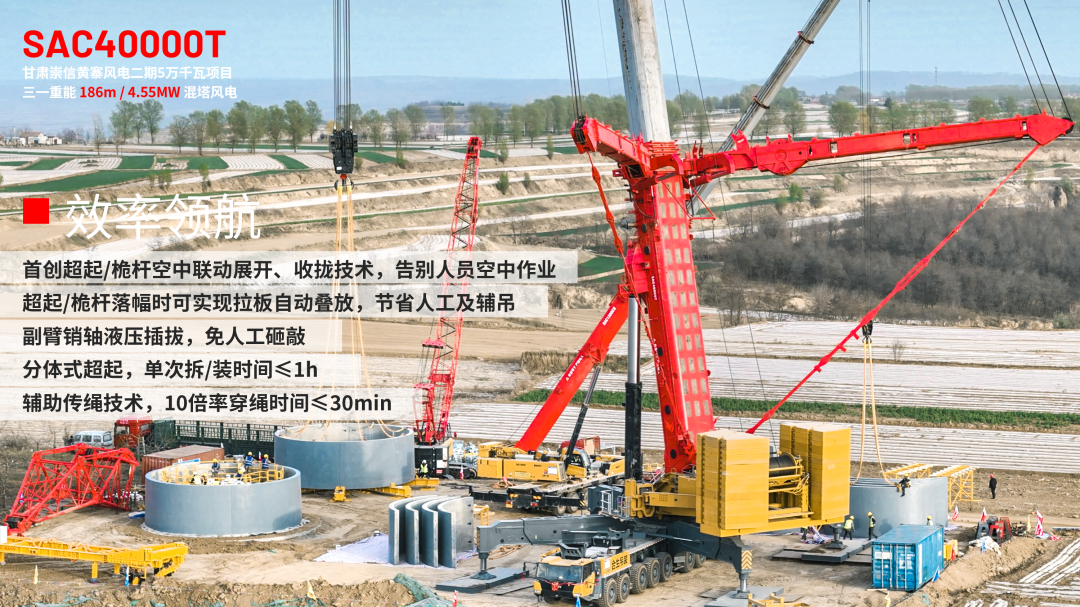 SAC40000T
甘肃崇信黄寨风电二期5万千瓦项目
三一重能 186m / 4.55MW 混塔风电
效率领航
首创超起/桅杆空中联动展开、收拢技术，告别人员空中作业
超起/桅杆落幅时可实现拉板自动叠放，节省人工及辅吊
副臂销轴液压插拔，免人工砸敲
分体式超起，单次拆/装时间≤1h
辅助传绳技术，10倍率穿绳时间≤30min